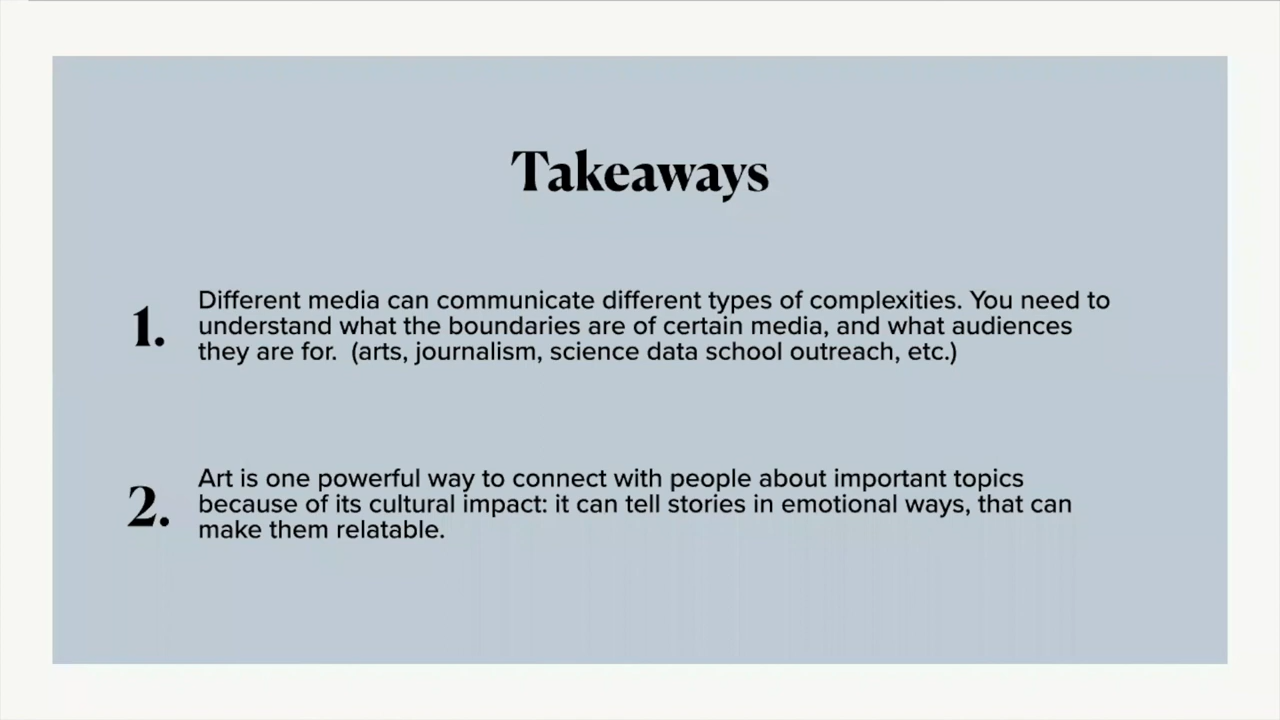 Takeaways
1.
Different media can communicate different types of complexities. You need to
understand what the boundaries are of certain media, and what audiences
they are for.  (arts, journalism, science data school outreach, etc.)
2.
Art is one powerful way to connect with people about important topics
because of its cultural impact: it can tell stories in emotional ways, that can
make them relatable.